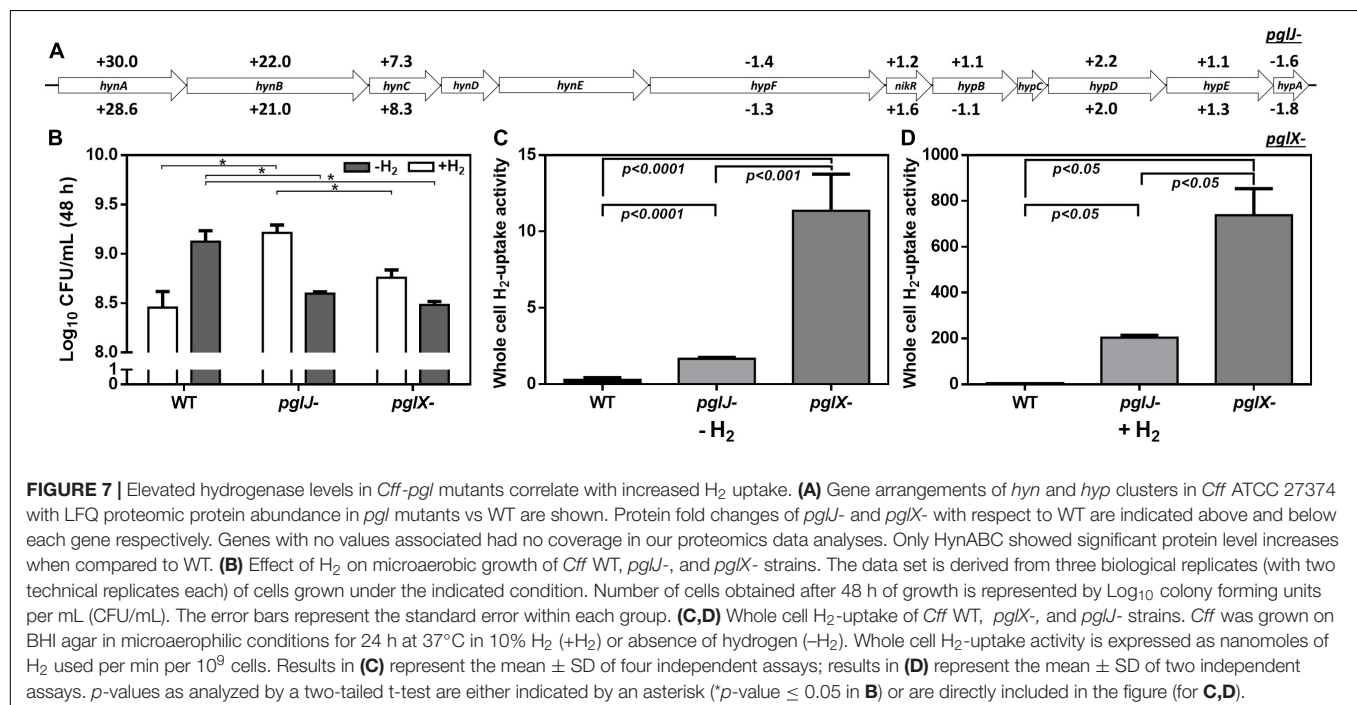 A
pglJ-
+30.0 +22.0 +7.3 -1.4 +1.2 +1.1 +2.2 +1.1 -1.6
hynA hynB hynC hynD hynE hypF nikR hypB hypC hypD hypE hypA
+28.6 +21.0 +8.3 -1.3 +1.6 -1.1 +2.0 +1.3 -1.8
pglX-
B
Log10 CFU/mL (48 h)
10.0
9.5
9.0
8.5
8.0
1
0
* * * *
-H2 +H2
WT pglJ- pglX-
C
Whole cell H2-uptake activity
15
10
5
0
p<0.0001
p<0.001
p<0.0001
WT pglJ- pglX-
- H2
D
Whole cell H2-uptake activity
1000
800
600
400
200
0
p<0.05
p<0.05
p<0.05
WT pglJ- pglX-
+ H2
FIGURE 7 | Elevated hydrogenase levels in Cff-pgl mutants correlate with increased H2 uptake. (A) Gene arrangements of hyn and hyp clusters in Cff ATCC 27374
with LFQ proteomic protein abundance in pgl mutants vs WT are shown. Protein fold changes of pglJ- and pglX- with respect to WT are indicated above and below
each gene respectively. Genes with no values associated had no coverage in our proteomics data analyses. Only HynABC showed significant protein level increases
when compared to WT. (B) Effect of H2 on microaerobic growth of Cff WT, pglJ-, and pglX- strains. The data set is derived from three biological replicates (with two
technical replicates each) of cells grown under the indicated condition. Number of cells obtained after 48 h of growth is represented by Log10 colony forming units
per mL (CFU/mL). The error bars represent the standard error within each group. (C,D) Whole cell H2-uptake of Cff WT, pglX-, and pglJ- strains. Cff was grown on
BHI agar in microaerophilic conditions for 24 h at 37°C in 10% H2 (+H2) or absence of hydrogen (–H2). Whole cell H2-uptake activity is expressed as nanomoles of
H2 used per min per 10⁹ cells. Results in (C) represent the mean ± SD of four independent assays; results in (D) represent the mean ± SD of two independent
assays. p-values as analyzed by a two-tailed t-test are either indicated by an asterisk (*p-value ≤ 0.05 in B) or are directly included in the figure (for C,D).